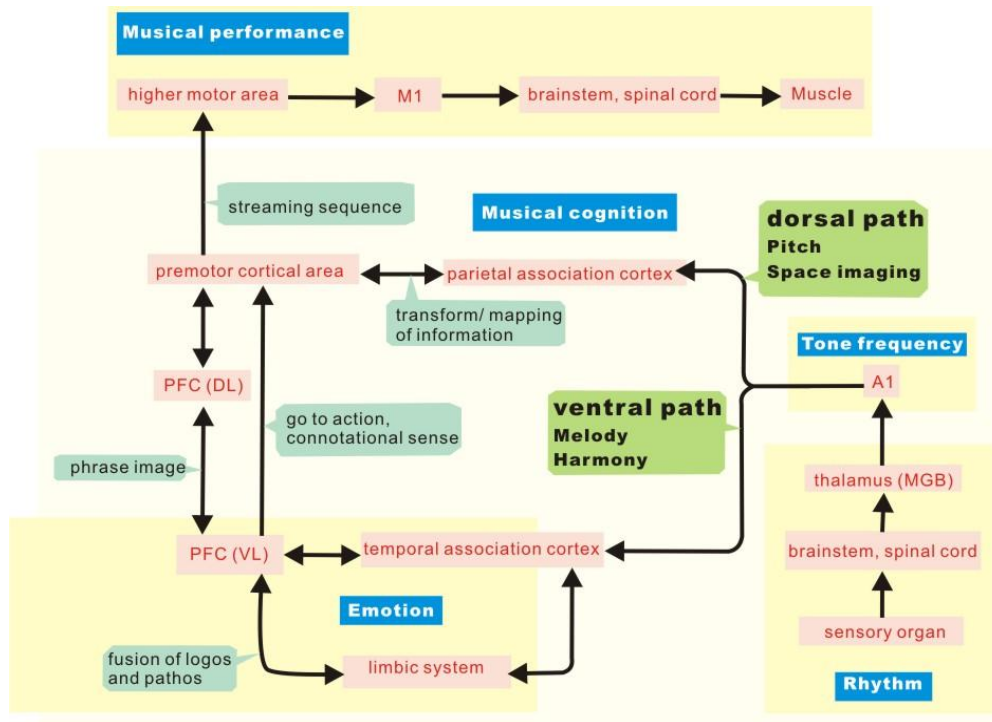 Musical performance
higher motor area
M1
brainstem, spinal cord
Muscle
streaming sequence
Musical cognition
dorsal path
Pitch
Space imaging
premotor cortical area
parietal association cortex
transform/ mapping
of information
Tone frequency
A1
PFC (DL)
ventral path
Melody
Harmony
go to action,
connotational sense
phrase image
thalamus (MGB)
PFC (VL)
temporal association cortex
brainstem, spinal cord
Emotion
sensory organ
fusion of logos
and pathos
limbic system
Rhythm